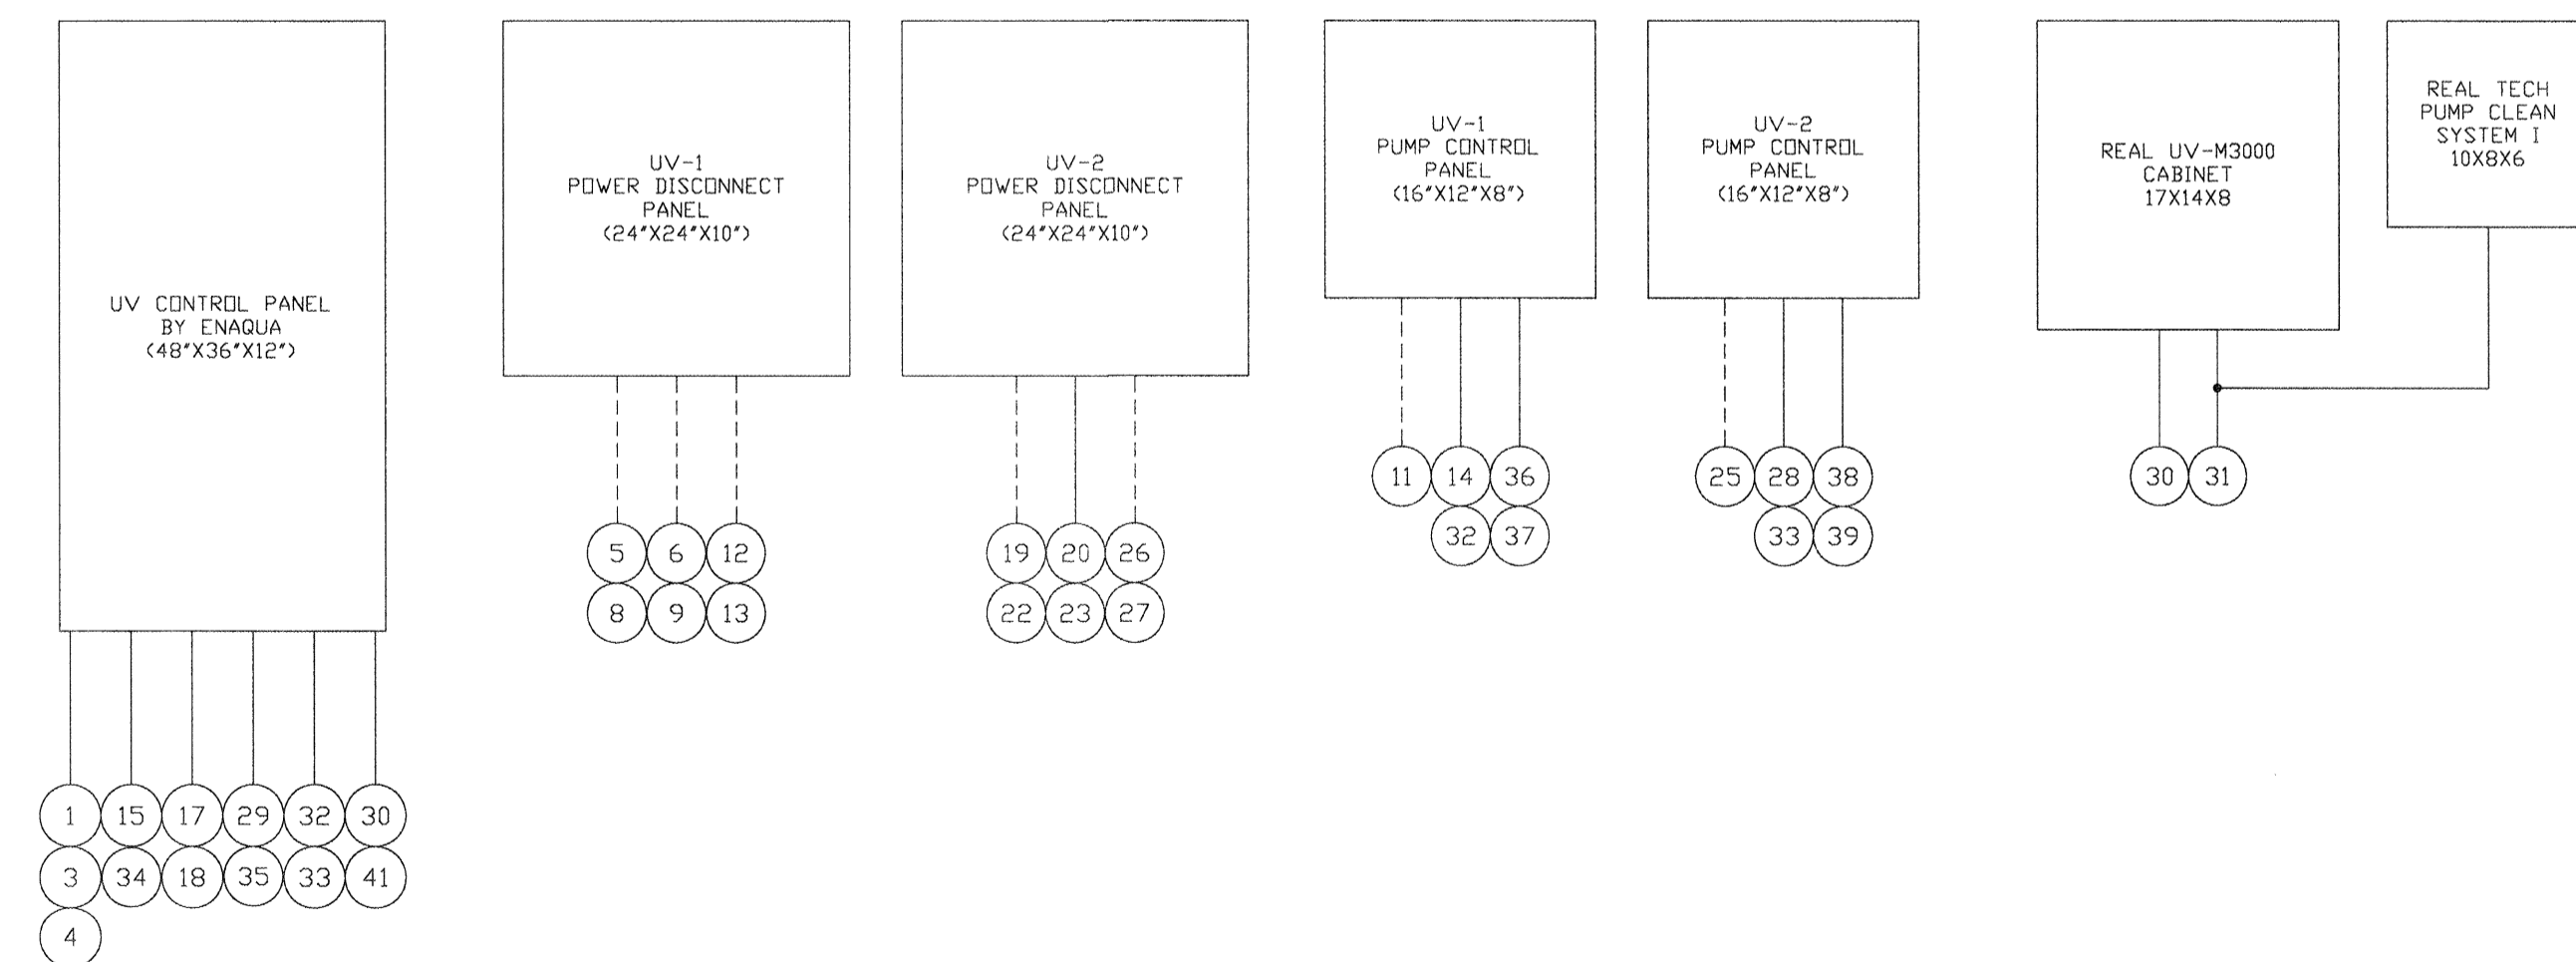 UV CONTROL PANEL
BY ENAQUA
(48"X36"X12")
1 15 17 29 32 30
3 34 18 35 33 41
4
UV-1
POWER DISCONNECT
PANEL
(24"X24"X10")
5 6 12
8 9 13
UV-2
POWER DISCONNECT
PANEL
(24"X24"X10")
19 20 26
22 23 27
UV-1
PUMP CONTROL
PANEL
(16"X12"X8")
11 14 36
32 37
UV-2
PUMP CONTROL
PANEL
(16"X12"X8")
25 28 38
33 39
REAL UV-M3000
CABINET
17X14X8
30 31
REAL TECH
PUMP CLEAN
SYSTEM I
10X8X6